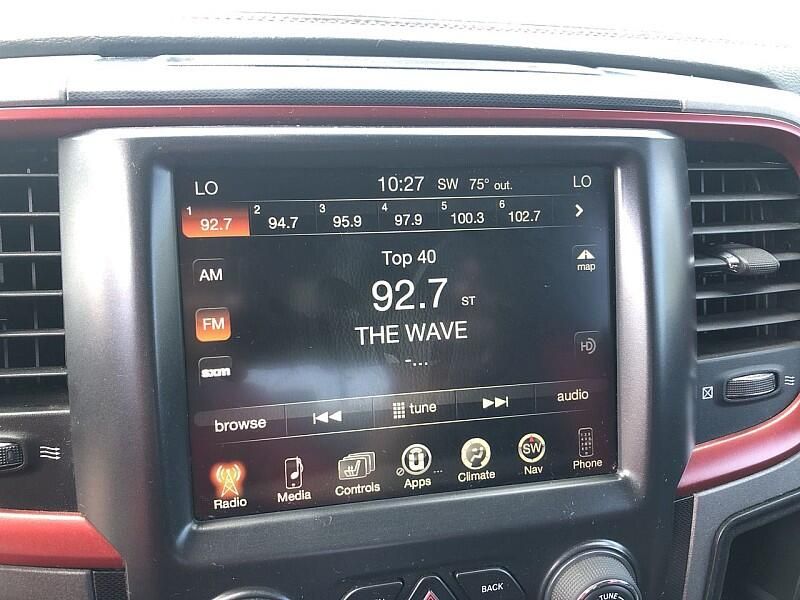 LO 10:27 SW 75° out. LO
1 92.7 2 94.7 3 95.9 4 97.9 5 100.3 6 102.7
Top 40
AM 92.7 ST map
FM THE WAVE HD
sxm -...
browse tune audio
Radio Media Controls Apps ... Climate SW Nav Phone
BACK
TUNE